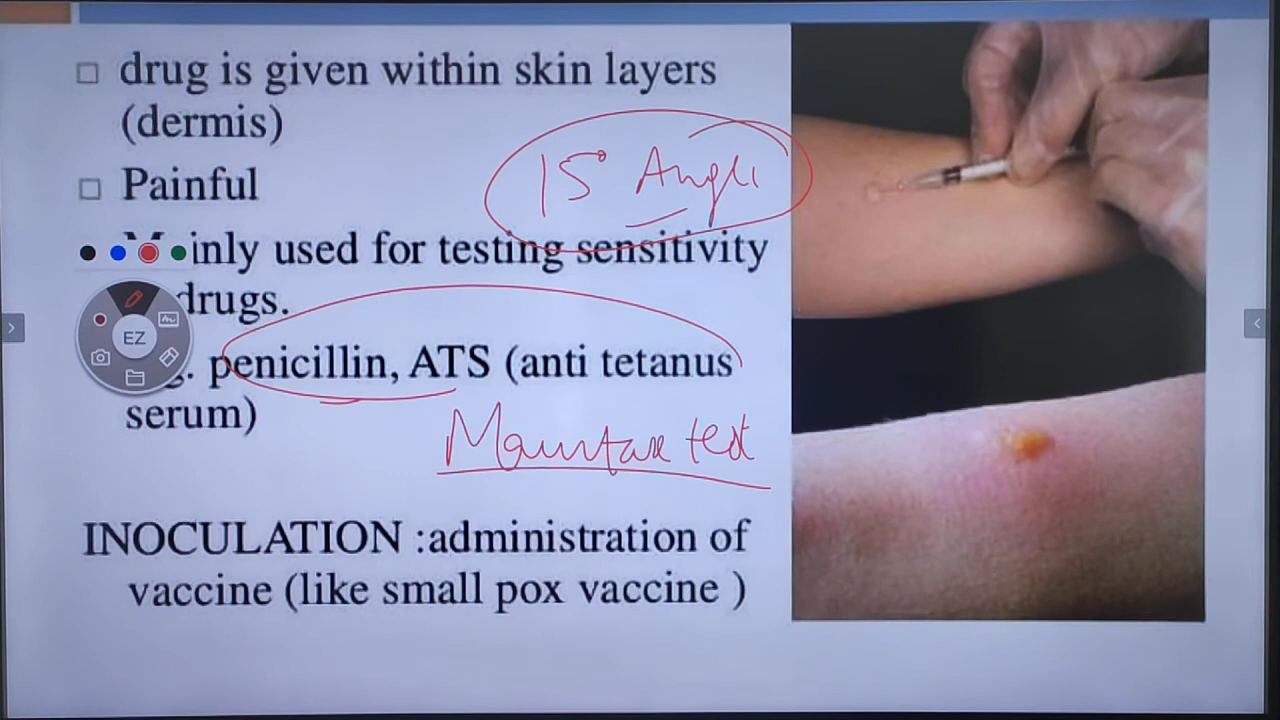 drug is given within skin layers
(dermis)
15° Angle
Painful
inly used for testing sensitivity
drugs.
EZ
g. penicillin, ATS (anti tetanus
serum)
test
INOCULATION :administration of
vaccine (like small pox vaccine )